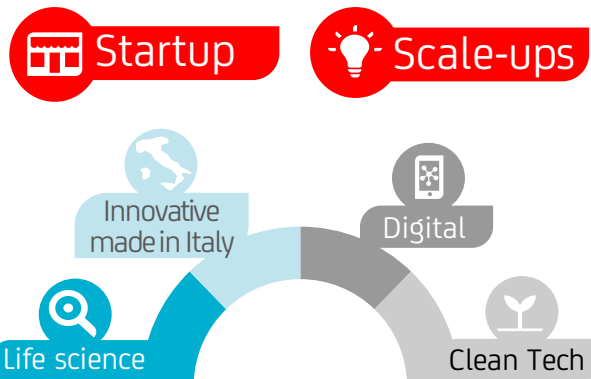 Startup
Scale-ups
Innovative
made in Italy
Digital
Life science
Clean Tech